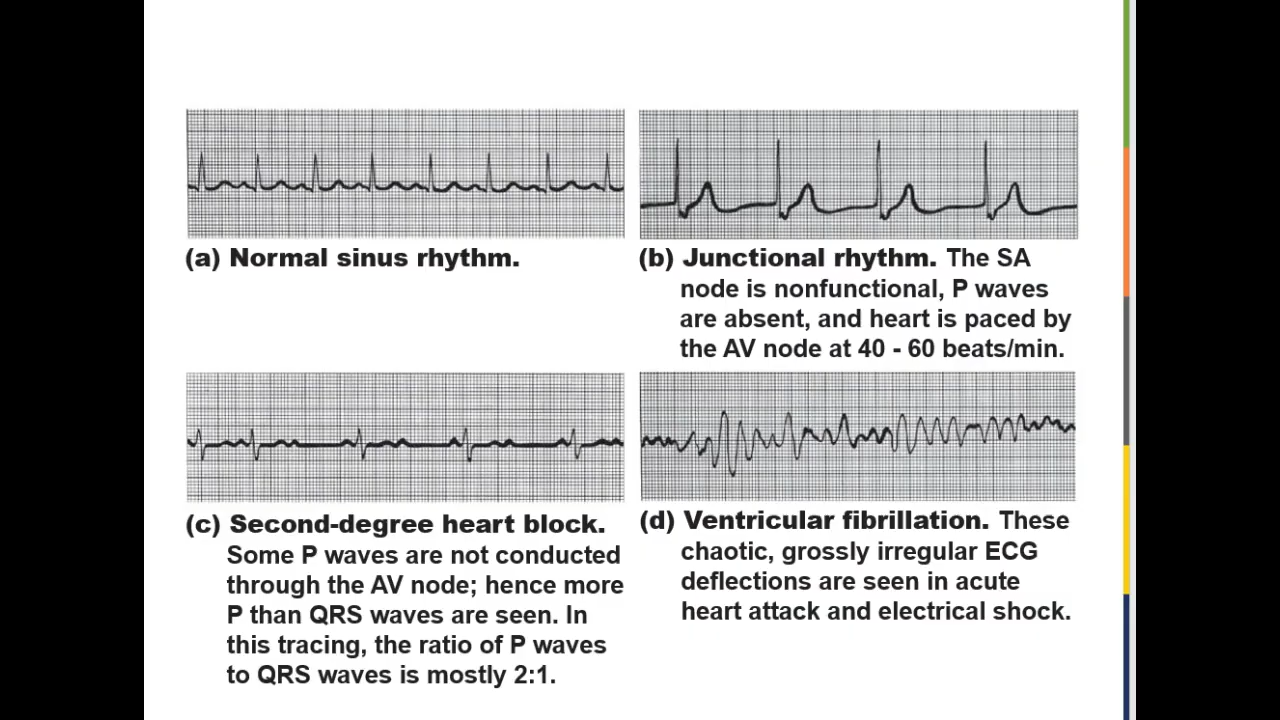 (a) Normal sinus rhythm.
(b) Junctional rhythm. The SA
node is nonfunctional, P waves
are absent, and heart is paced by
the AV node at 40 - 60 beats/min.
(c) Second-degree heart block.
Some P waves are not conducted
through the AV node; hence more
P than QRS waves are seen. In
this tracing, the ratio of P waves
to QRS waves is mostly 2:1.
(d) Ventricular fibrillation. These
chaotic, grossly irregular ECG
deflections are seen in acute
heart attack and electrical shock.